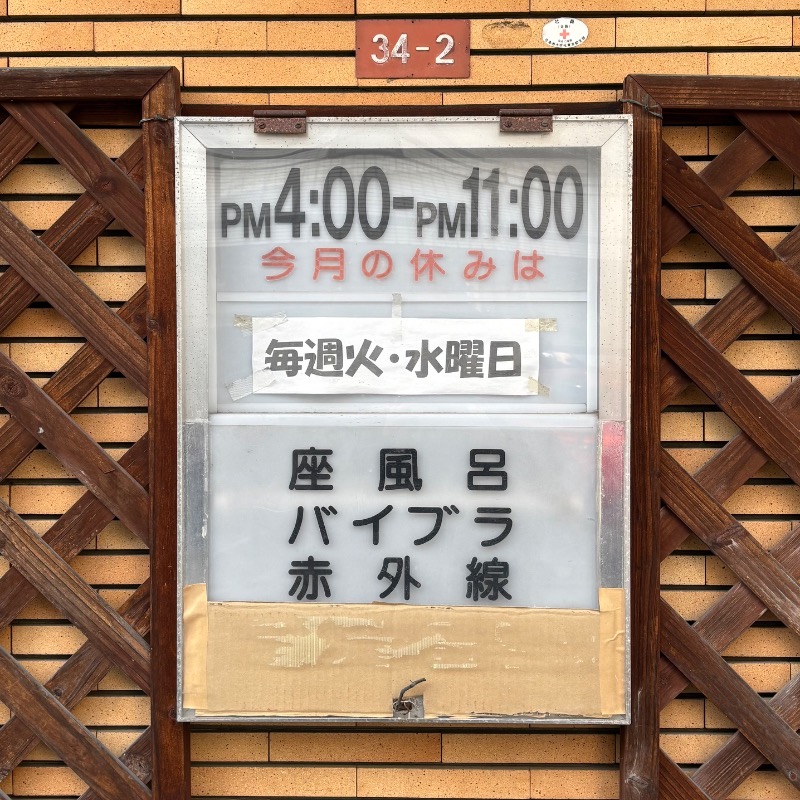 34-2
PM4:00-PM11:00
今月の休みは
毎週火・水曜日
座風呂
バイブラ
赤外線